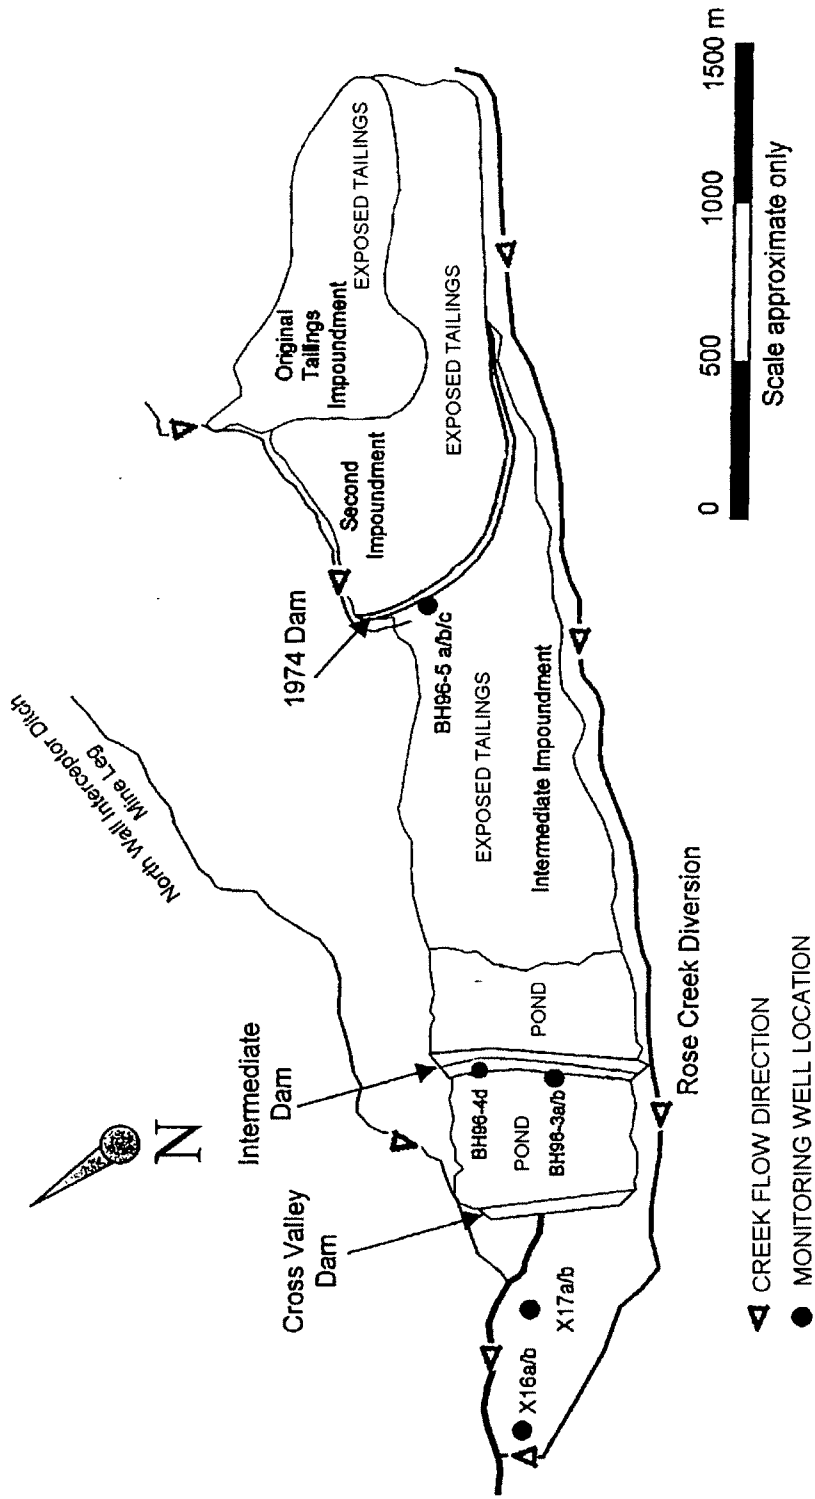 North Wall Interceptor Ditch
Mine Leg
N
Original
Tailings
Impoundment
EXPOSED TAILINGS
Second
Impoundment
EXPOSED TAILINGS
1974 Dam
BH96-5 a/b/c
EXPOSED TAILINGS
Intermediate Impoundment
Intermediate
Dam
POND
BH96-4d
POND
BH96-3a/b
Cross Valley
Dam
X17a/b
X16a/b
Rose Creek Diversion
0 500 1000 1500 m
Scale approximate only
CREEK FLOW DIRECTION
MONITORING WELL LOCATION